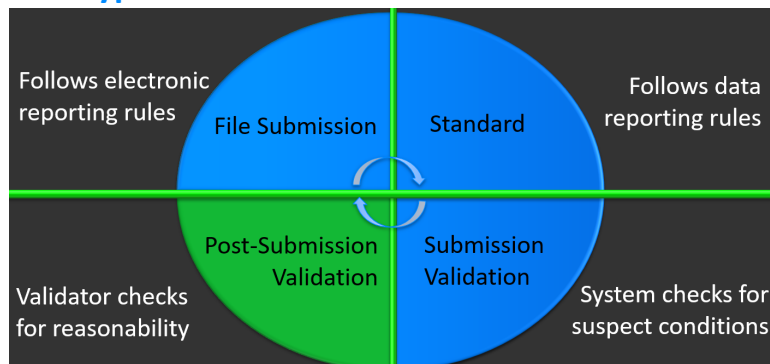 Follows electronic
reporting rules
File Submission
Standard
Follows data
reporting rules
Post-Submission
Validation
Submission
Validation
Validator checks
for reasonability
System checks for
suspect conditions